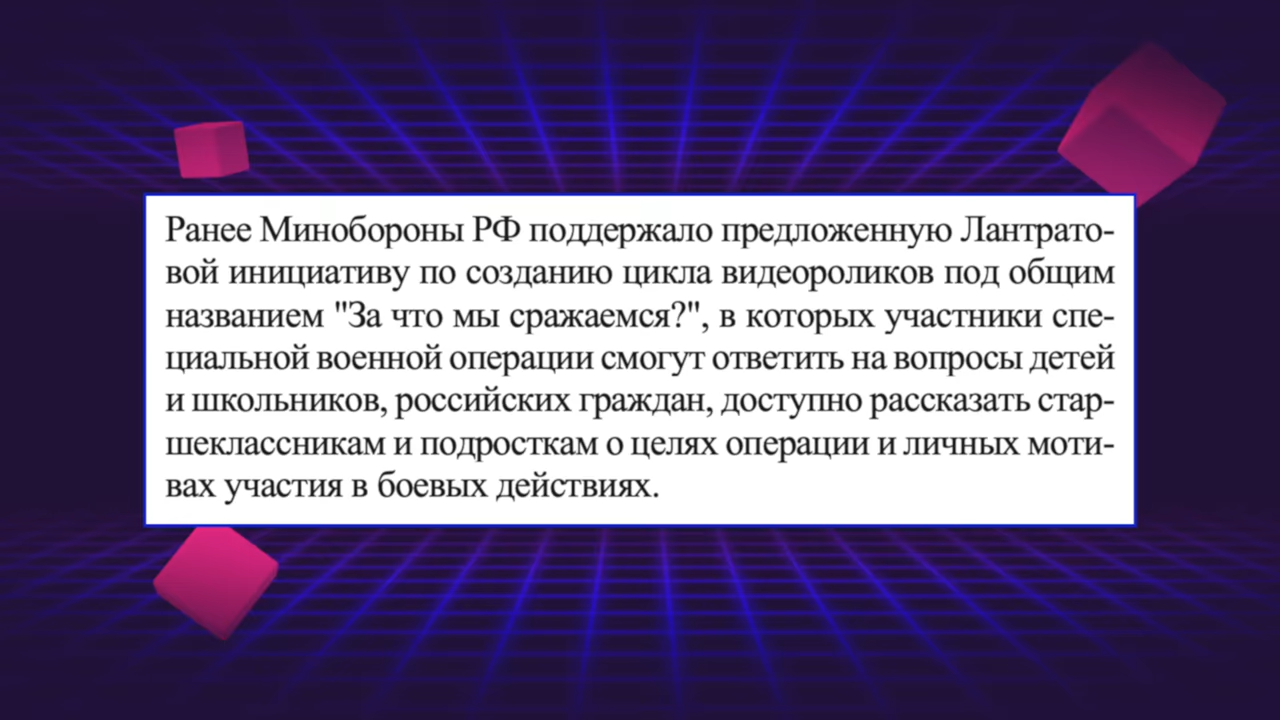 Ранее Минобороны РФ поддержало предложенную Лантрато-
вой инициативу по созданию цикла видеороликов под общим
названием "За что мы сражаемся?", в которых участники спе-
циальной военной операции смогут ответить на вопросы детей
и школьников, российских граждан, доступно рассказать стар-
шеклассникам и подросткам о целях операции и личных моти-
вах участия в боевых действиях.